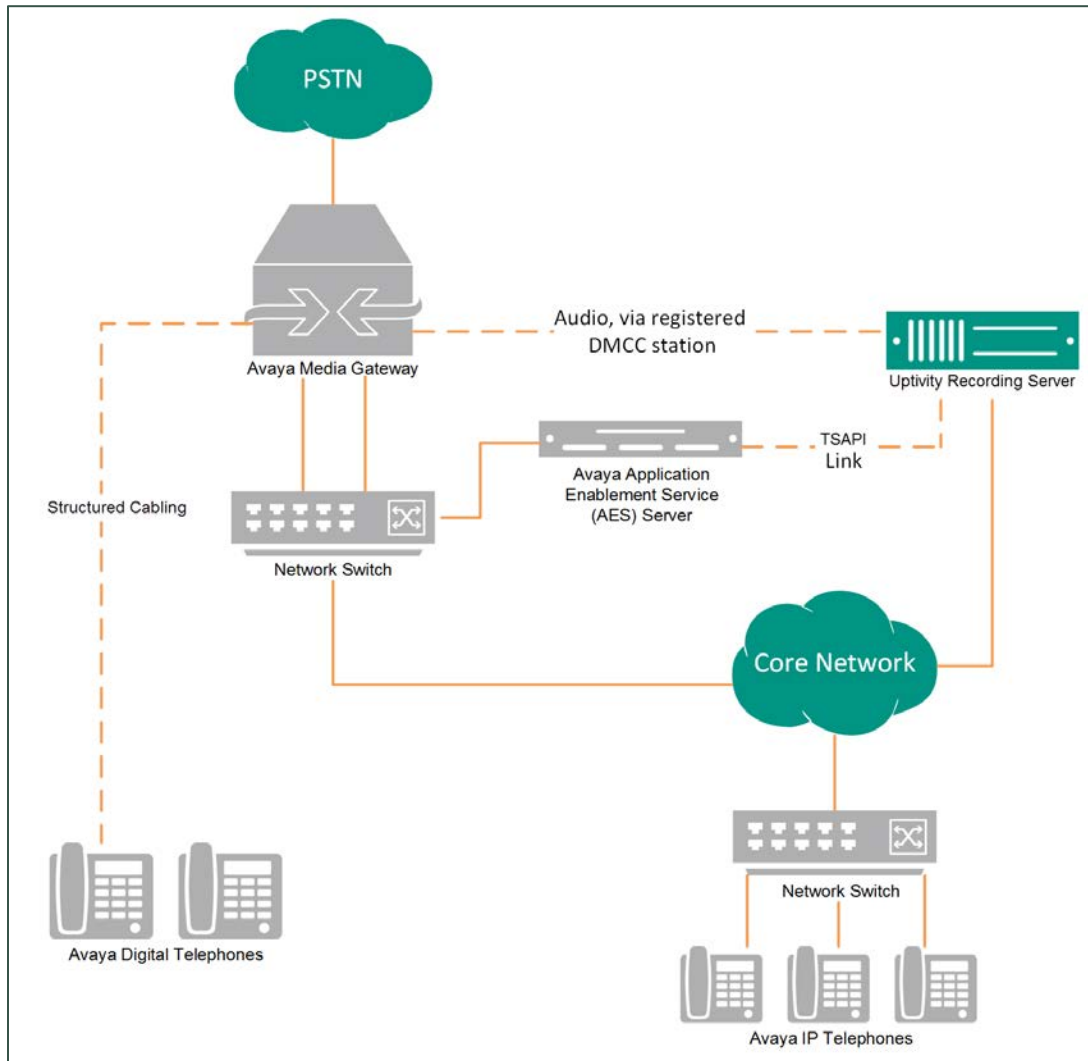 PSTN
Audio, via registered
DMCC station
Avaya Media Gateway
Uptivity Recording Server
TSAPI
Link
Avaya Application
Enablement Service
(AES) Server
Structured Cabling
Network Switch
Core Network
Network Switch
Avaya Digital Telephones
Avaya IP Telephones